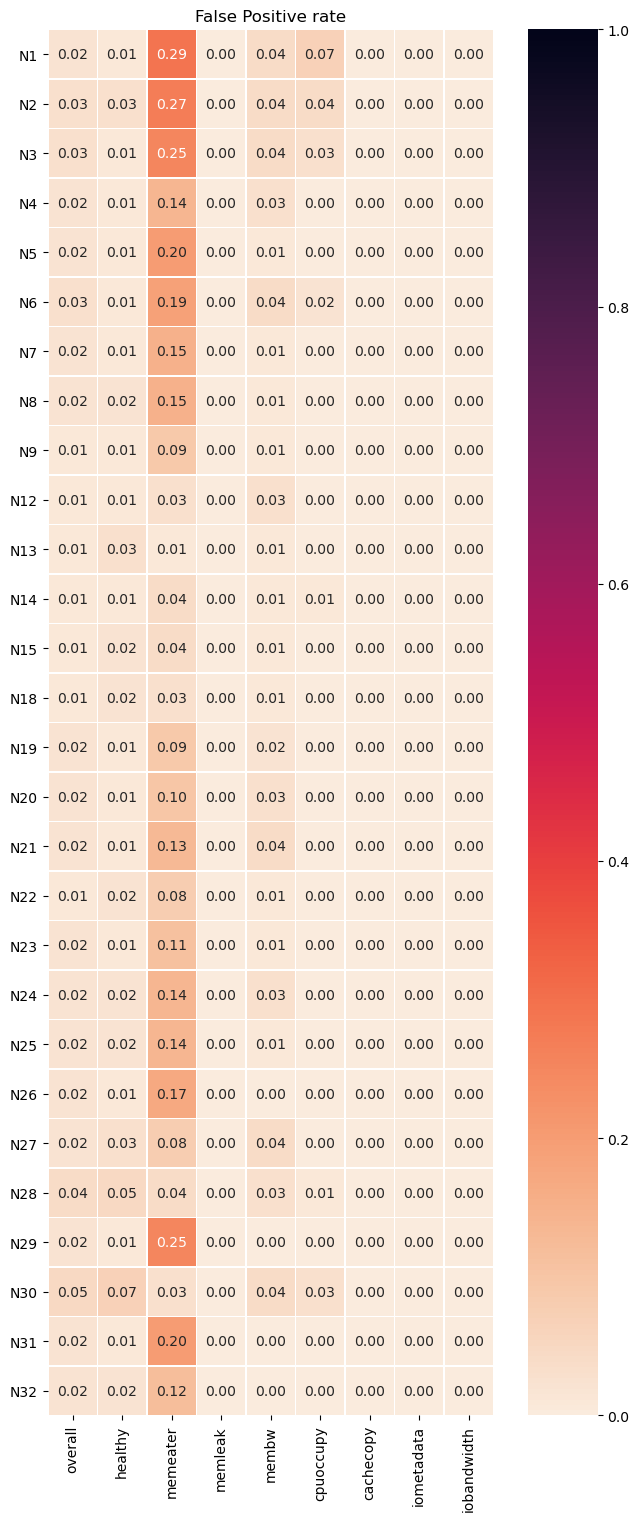 False Positive rate
N1 0.02 0.01 0.29 0.00 0.04 0.07 0.00 0.00 0.00
N2 0.03 0.03 0.27 0.00 0.04 0.04 0.00 0.00 0.00
N3 0.03 0.01 0.25 0.00 0.04 0.03 0.00 0.00 0.00
N4 0.02 0.01 0.14 0.00 0.03 0.00 0.00 0.00 0.00
N5 0.02 0.01 0.20 0.00 0.01 0.00 0.00 0.00 0.00
N6 0.03 0.01 0.19 0.00 0.04 0.02 0.00 0.00 0.00
N7 0.02 0.01 0.15 0.00 0.01 0.00 0.00 0.00 0.00
N8 0.02 0.02 0.15 0.00 0.01 0.00 0.00 0.00 0.00
N9 0.01 0.01 0.09 0.00 0.01 0.00 0.00 0.00 0.00
N12 0.01 0.01 0.03 0.00 0.03 0.00 0.00 0.00 0.00
N13 0.01 0.03 0.01 0.00 0.01 0.00 0.00 0.00 0.00
N14 0.01 0.01 0.04 0.00 0.01 0.01 0.00 0.00 0.00
N15 0.01 0.02 0.04 0.00 0.01 0.00 0.00 0.00 0.00
N18 0.01 0.02 0.03 0.00 0.01 0.00 0.00 0.00 0.00
N19 0.02 0.01 0.09 0.00 0.02 0.00 0.00 0.00 0.00
N20 0.02 0.01 0.10 0.00 0.03 0.00 0.00 0.00 0.00
N21 0.02 0.01 0.13 0.00 0.04 0.00 0.00 0.00 0.00
N22 0.01 0.02 0.08 0.00 0.01 0.00 0.00 0.00 0.00
N23 0.02 0.01 0.11 0.00 0.01 0.00 0.00 0.00 0.00
N24 0.02 0.02 0.14 0.00 0.03 0.00 0.00 0.00 0.00
N25 0.02 0.02 0.14 0.00 0.01 0.00 0.00 0.00 0.00
N26 0.02 0.01 0.17 0.00 0.00 0.00 0.00 0.00 0.00
N27 0.02 0.03 0.08 0.00 0.04 0.00 0.00 0.00 0.00
N28 0.04 0.05 0.04 0.00 0.03 0.01 0.00 0.00 0.00
N29 0.02 0.01 0.25 0.00 0.00 0.00 0.00 0.00 0.00
N30 0.05 0.07 0.03 0.00 0.04 0.03 0.00 0.00 0.00
N31 0.02 0.01 0.20 0.00 0.00 0.00 0.00 0.00 0.00
N32 0.02 0.02 0.12 0.00 0.00 0.00 0.00 0.00 0.00
overall healthy memeater memleak membw cpuoccupy cachecopy iometadata iobandwidth
1.0
0.8
0.6
0.4
0.2
0.0